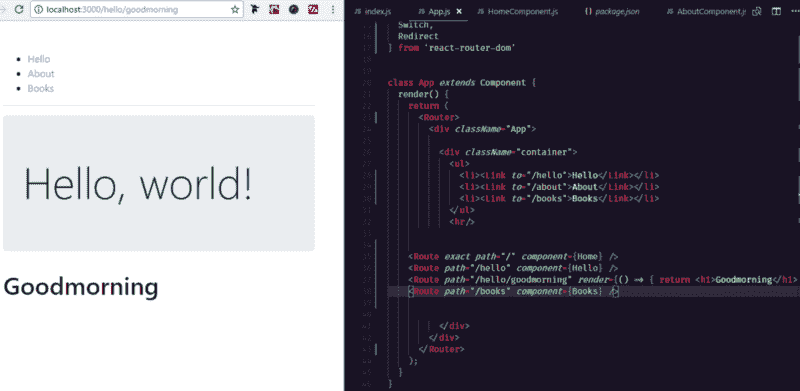 localhost:3000/hello/goodmorning
Hello
About
Books
Hello, world!
Goodmorning
index.js
App.js
HomeComponent.js
package.json
AboutComponent.js
Switch,
Redirect
} from 'react-router-dom'
class App extends Component {
render() {
return (
<Router>
<div className="App">
<div className="container">
<ul>
<li><Link to="/hello">Hello</Link></li>
<li><Link to="/about">About</Link></li>
<li><Link to="/books">Books</Link></li>
</ul>
<hr/>
<Route exact path="/" component={Home} />
<Route path="/hello" component={Hello} />
<Route path="/hello/goodmorning" render={() => { return <h1>Goodmorning</h1>
<Route path="/books" component={Books} />
</div>
</div>
</Router>
);
}
}